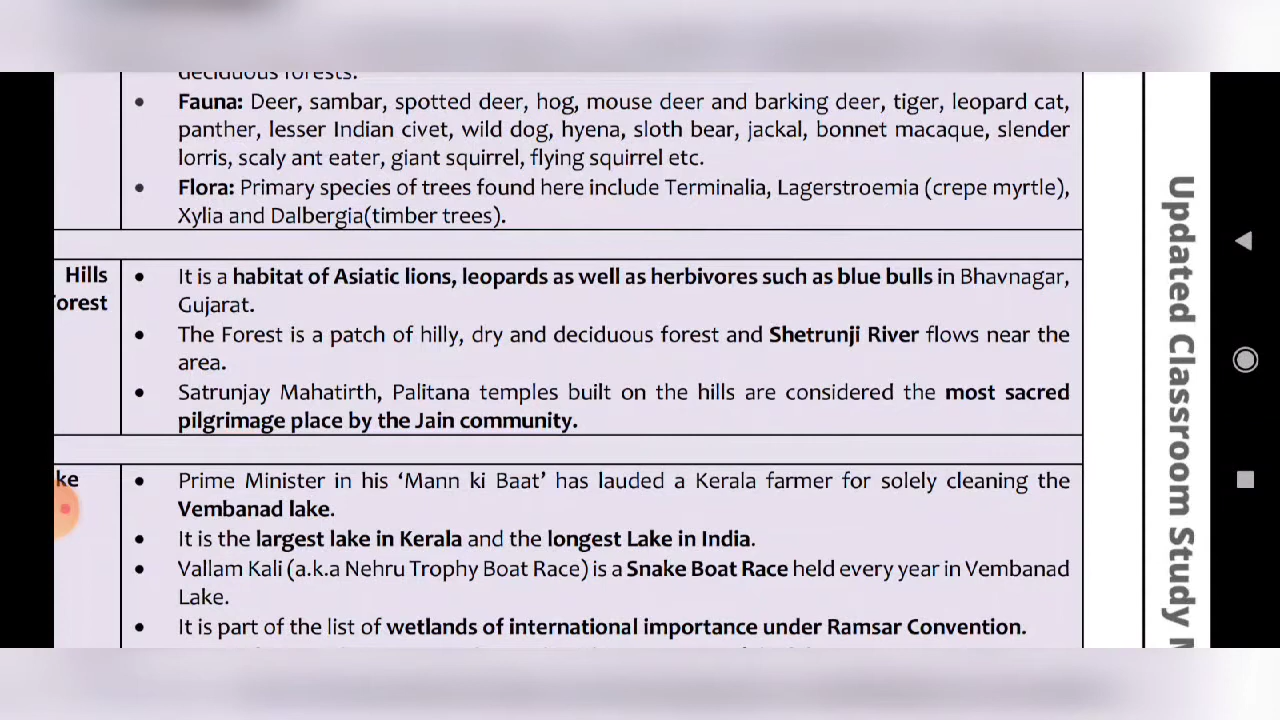 deciduous forests.
• Fauna: Deer, sambar, spotted deer, hog, mouse deer and barking deer, tiger, leopard cat,
panther, lesser Indian civet, wild dog, hyena, sloth bear, jackal, bonnet macaque, slender
lorris, scaly ant eater, giant squirrel, flying squirrel etc.
• Flora: Primary species of trees found here include Terminalia, Lagerstroemia (crepe myrtle),
Xylia and Dalbergia(timber trees).
Hills
orest
• It is a habitat of Asiatic lions, leopards as well as herbivores such as blue bulls in Bhavnagar,
Gujarat.
• The Forest is a patch of hilly, dry and deciduous forest and Shetrunji River flows near the
area.
• Satrunjay Mahatirth, Palitana temples built on the hills are considered the most sacred
pilgrimage place by the Jain community.
ke
• Prime Minister in his ‘Mann ki Baat’ has lauded a Kerala farmer for solely cleaning the
Vembanad lake.
• It is the largest lake in Kerala and the longest Lake in India.
• Vallam Kali (a.k.a Nehru Trophy Boat Race) is a Snake Boat Race held every year in Vembanad
Lake.
• It is part of the list of wetlands of international importance under Ramsar Convention.
Updated Classroom Study